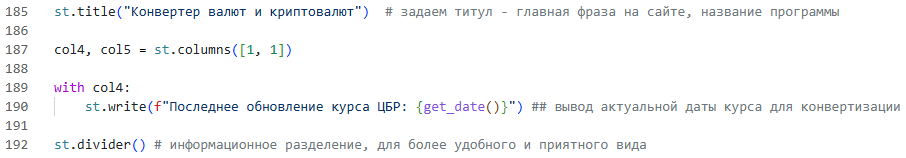 185 st.title("Конвертер валют и криптовалют")  # задаем титул - главная фраза на сайте, название программы
186
187 col4, col5 = st.columns([1, 1])
188
189 with col4:
190     st.write(f"Последнее обновление курса ЦБР: {get_date()}") ## вывод актуальной даты курса для конвертизации
191
192 st.divider() # информационное разделение, для более удобного и приятного вида